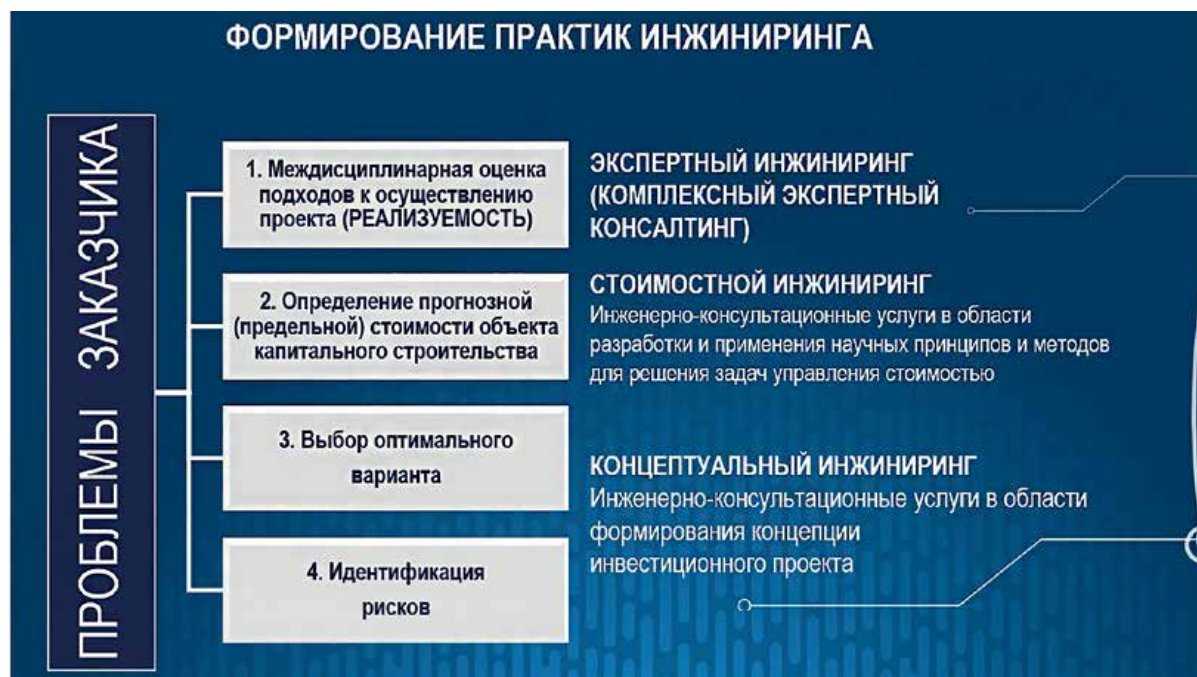 ФОРМИРОВАНИЕ ПРАКТИК ИНЖИНИРИНГА
ПРОБЛЕМЫ ЗАКАЗЧИКА
1. Междисциплинарная оценка
подходов к осуществлению
проекта (РЕАЛИЗУЕМОСТЬ)
ЭКСПЕРТНЫЙ ИНЖИНИРИНГ
(КОМПЛЕКСНЫЙ ЭКСПЕРТНЫЙ
КОНСАЛТИНГ)
2. Определение прогнозной
(предельной) стоимости объекта
капитального строительства
СТОИМОСТНОЙ ИНЖИНИРИНГ
Инженерно-консультационные услуги в области
разработки и применения научных принципов и методов
для решения задач управления стоимостью
3. Выбор оптимального
варианта
4. Идентификация
рисков
КОНЦЕПТУАЛЬНЫЙ ИНЖИНИРИНГ
Инженерно-консультационные услуги в области
формирования концепции
инвестиционного проекта